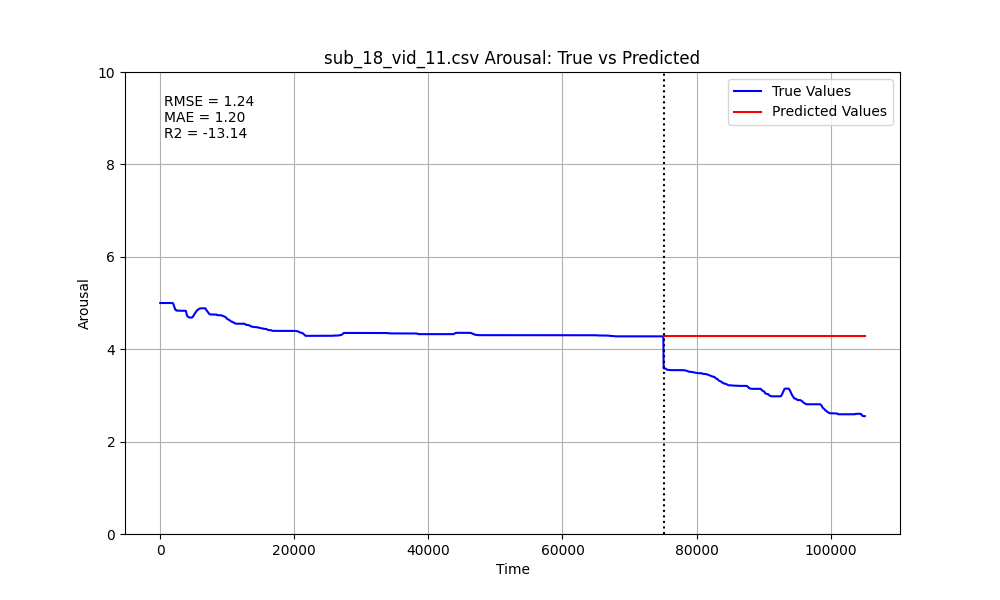 sub_18_vid_11.csv Arousal: True vs Predicted
RMSE = 1.24
MAE = 1.20
R2 = -13.14
True Values
Predicted Values
10
8
6
4
2
0
Arousal
0
20000
40000
60000
80000
100000
Time